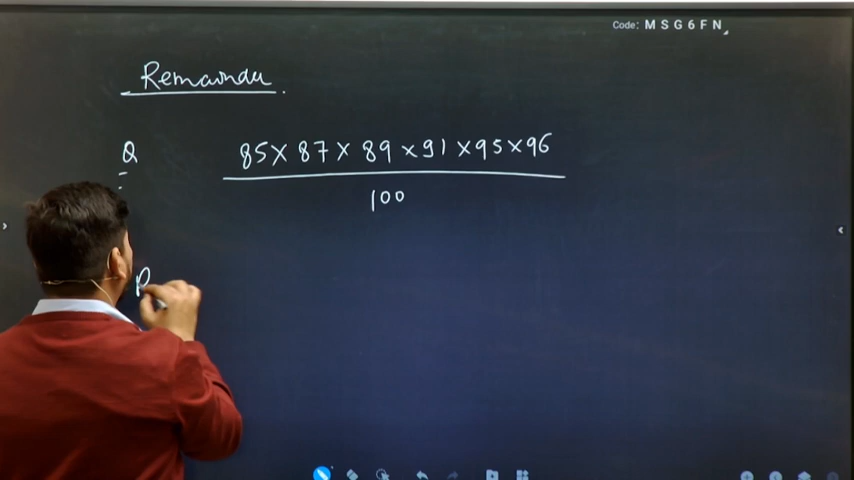 Code: M S G 6 F N
Remainder.
Q
85 × 87 × 89 × 91 × 95 × 96
100
R